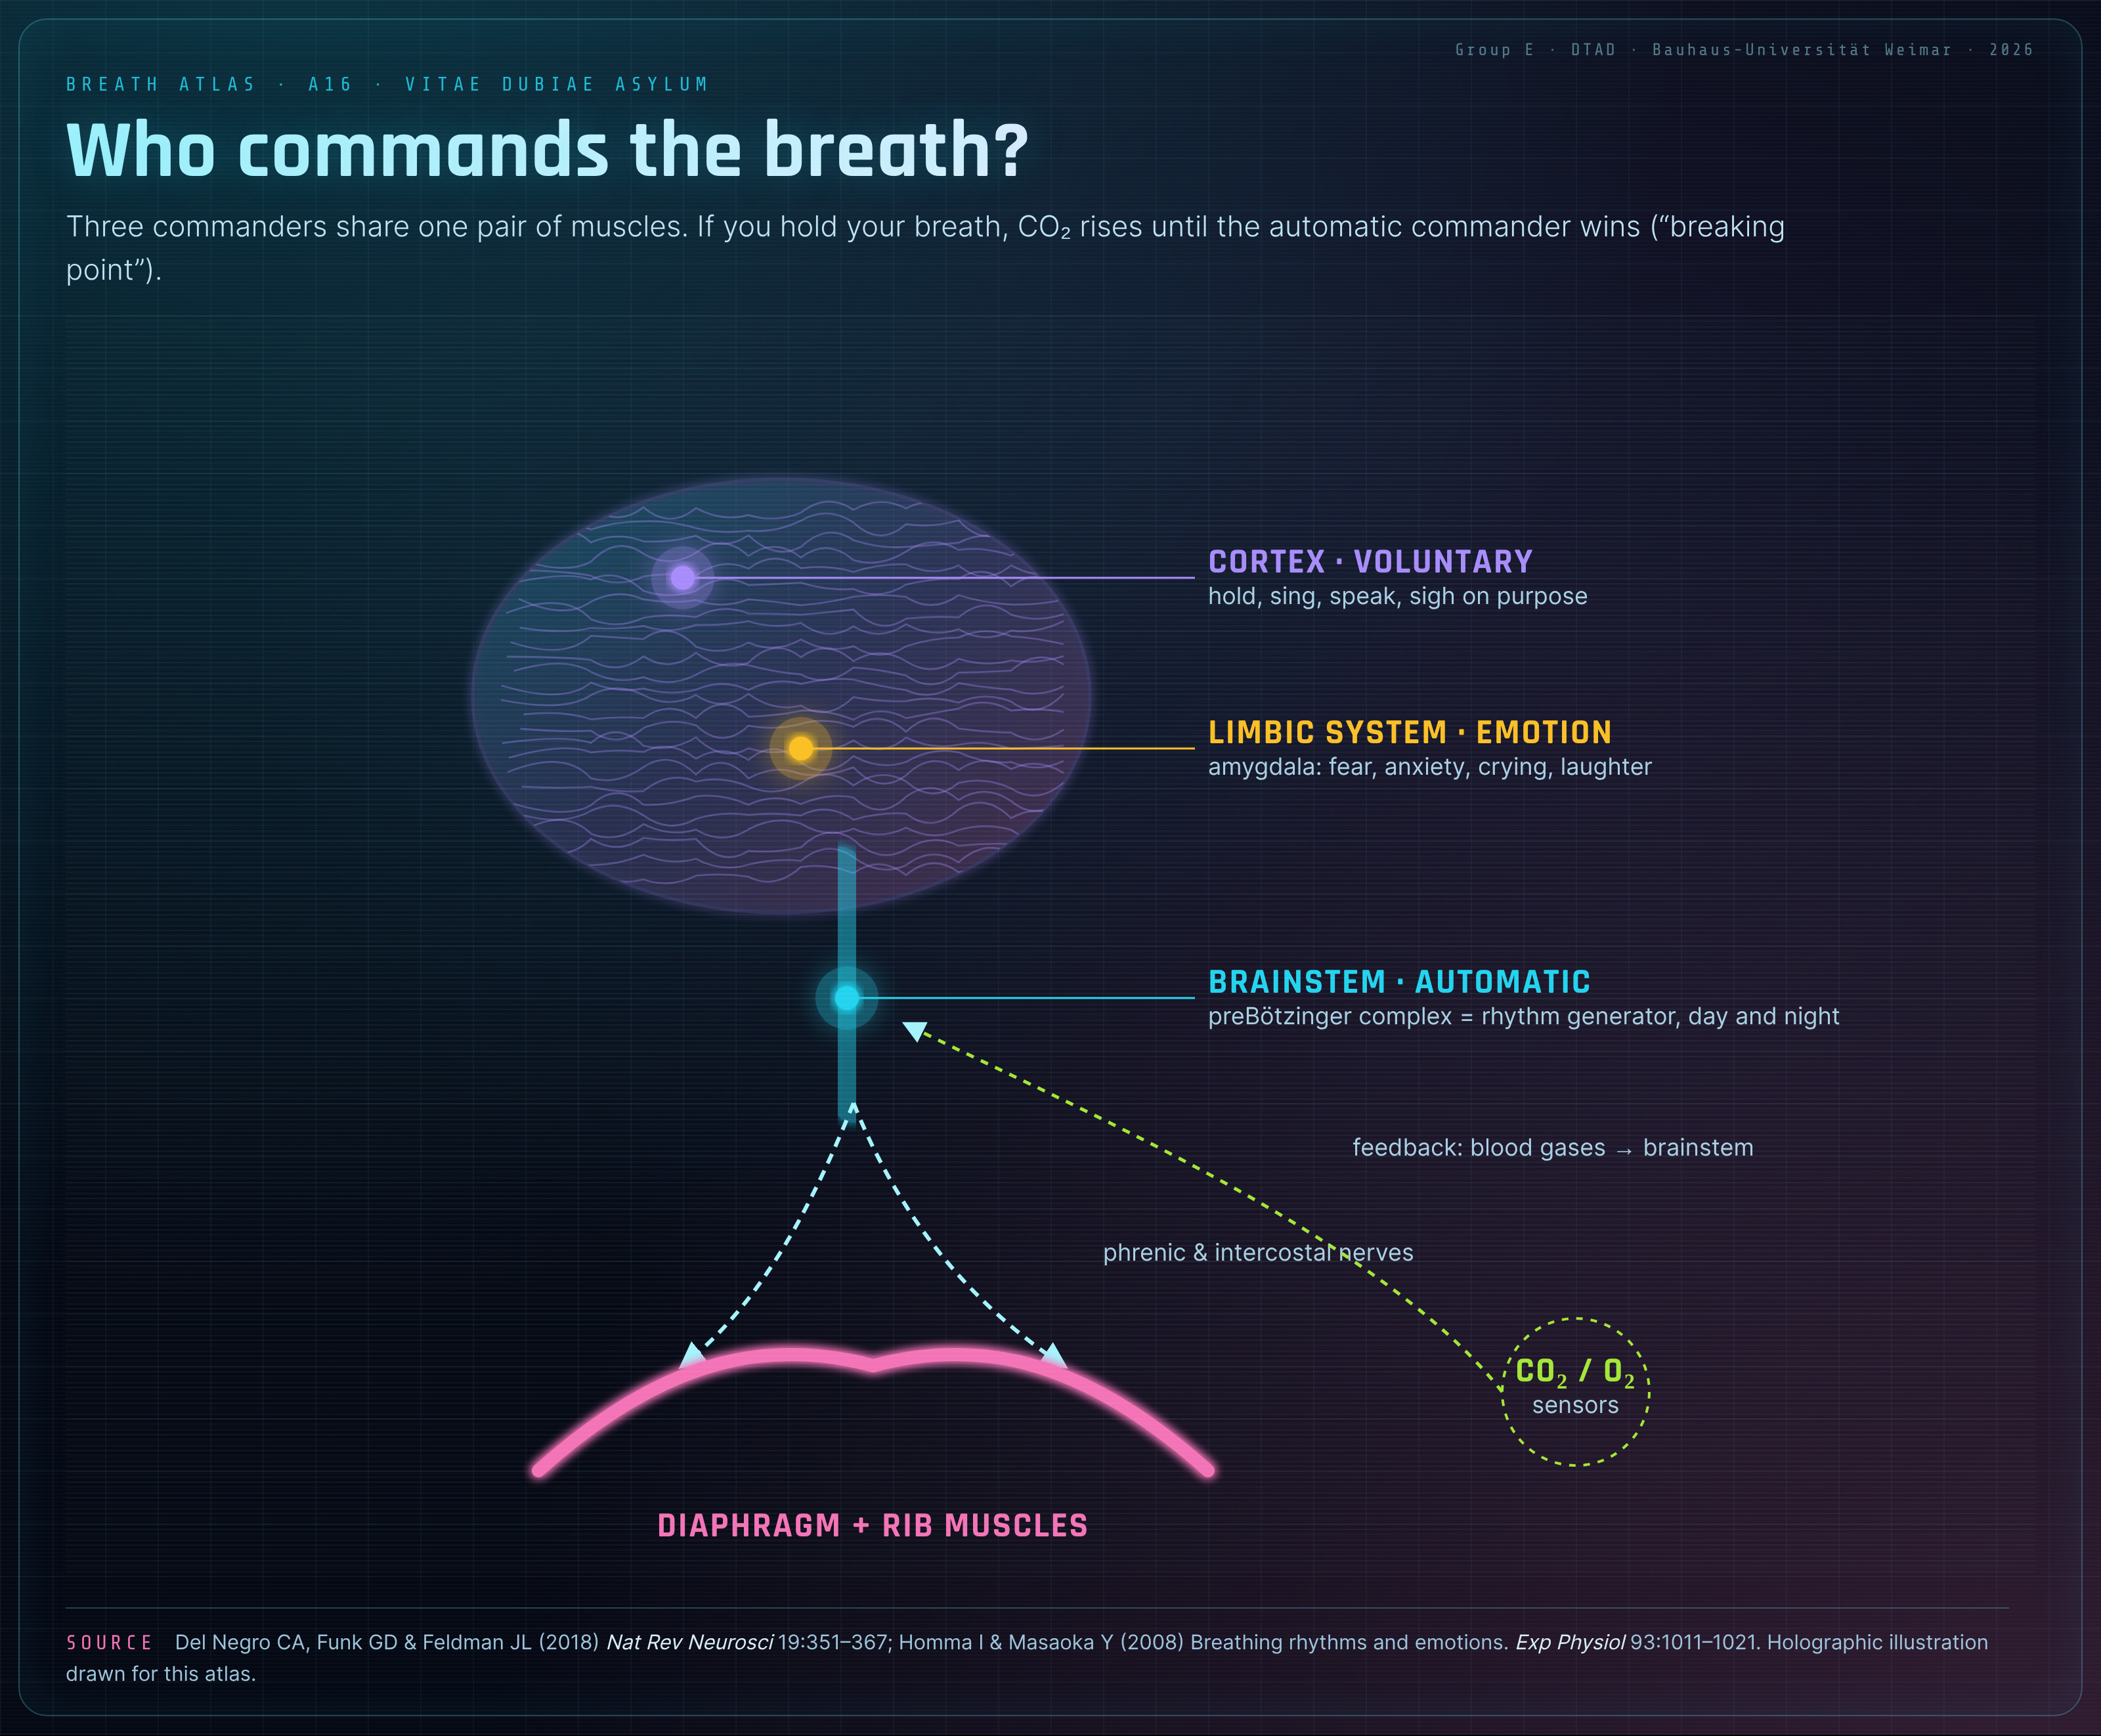 Group E · DTAD · Bauhaus-Universität Weimar · 2026
BREATH ATLAS · A16 · VITAE DUBIAE ASYLUM
Who commands the breath?
Three commanders share one pair of muscles. If you hold your breath, CO₂ rises until the automatic commander wins (“breaking
point”).
CORTEX · VOLUNTARY
hold, sing, speak, sigh on purpose
LIMBIC SYSTEM · EMOTION
amygdala: fear, anxiety, crying, laughter
BRAINSTEM · AUTOMATIC
preBötzinger complex = rhythm generator, day and night
feedback: blood gases → brainstem
phrenic & intercostal nerves
CO₂ / O₂
sensors
DIAPHRAGM + RIB MUSCLES
SOURCE Del Negro CA, Funk GD & Feldman JL (2018) Nat Rev Neurosci 19:351–367; Homma I & Masaoka Y (2008) Breathing rhythms and emotions. Exp Physiol 93:1011–1021. Holographic illustration
drawn for this atlas.